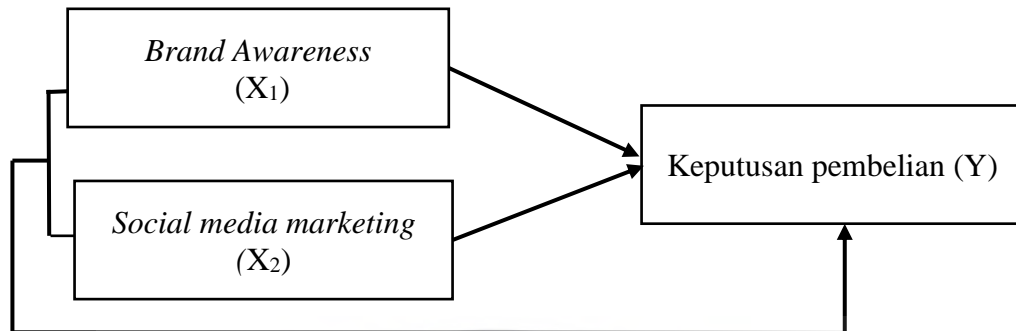 Brand Awareness
(X₁)
Keputusan pembelian (Y)
Social media marketing
(X₂)